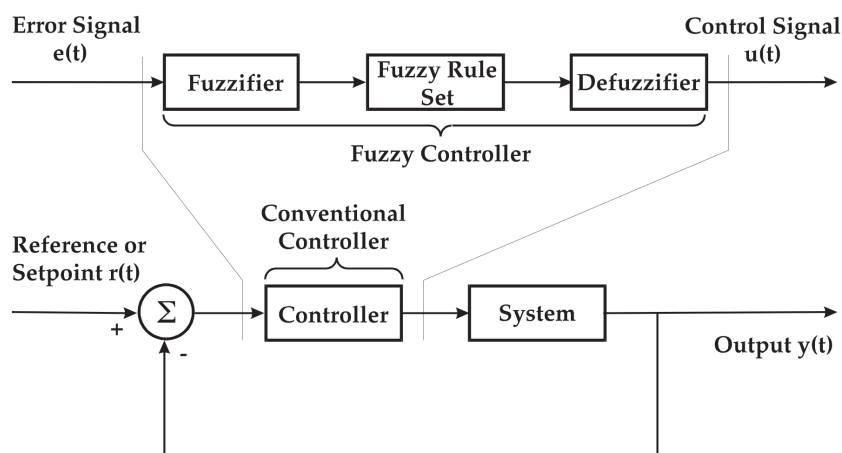 Error Signal
e(t)
Control Signal
u(t)
Fuzzifier
Fuzzy Rule
Set
Defuzzifier
Fuzzy Controller
Conventional
Controller
Reference or
Setpoint r(t)
Σ
+
-
Controller
System
Output y(t)